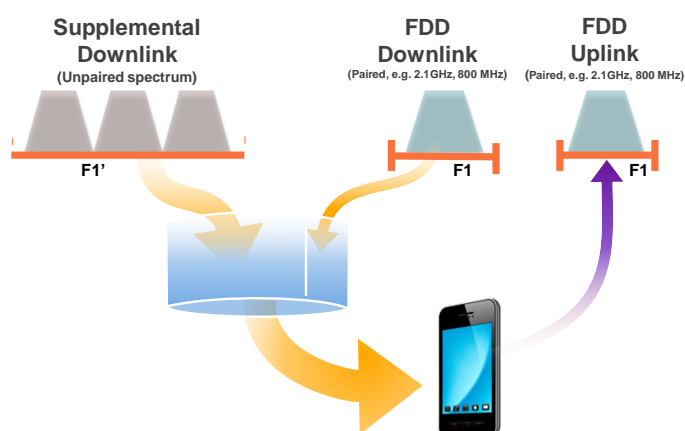 Supplemental
Downlink
(Unpaired spectrum)
FDD
Downlink
(Paired, e.g. 2.1GHz, 800 MHz)
FDD
Uplink
(Paired, e.g. 2.1GHz, 800 MHz)
F1’
F1
F1